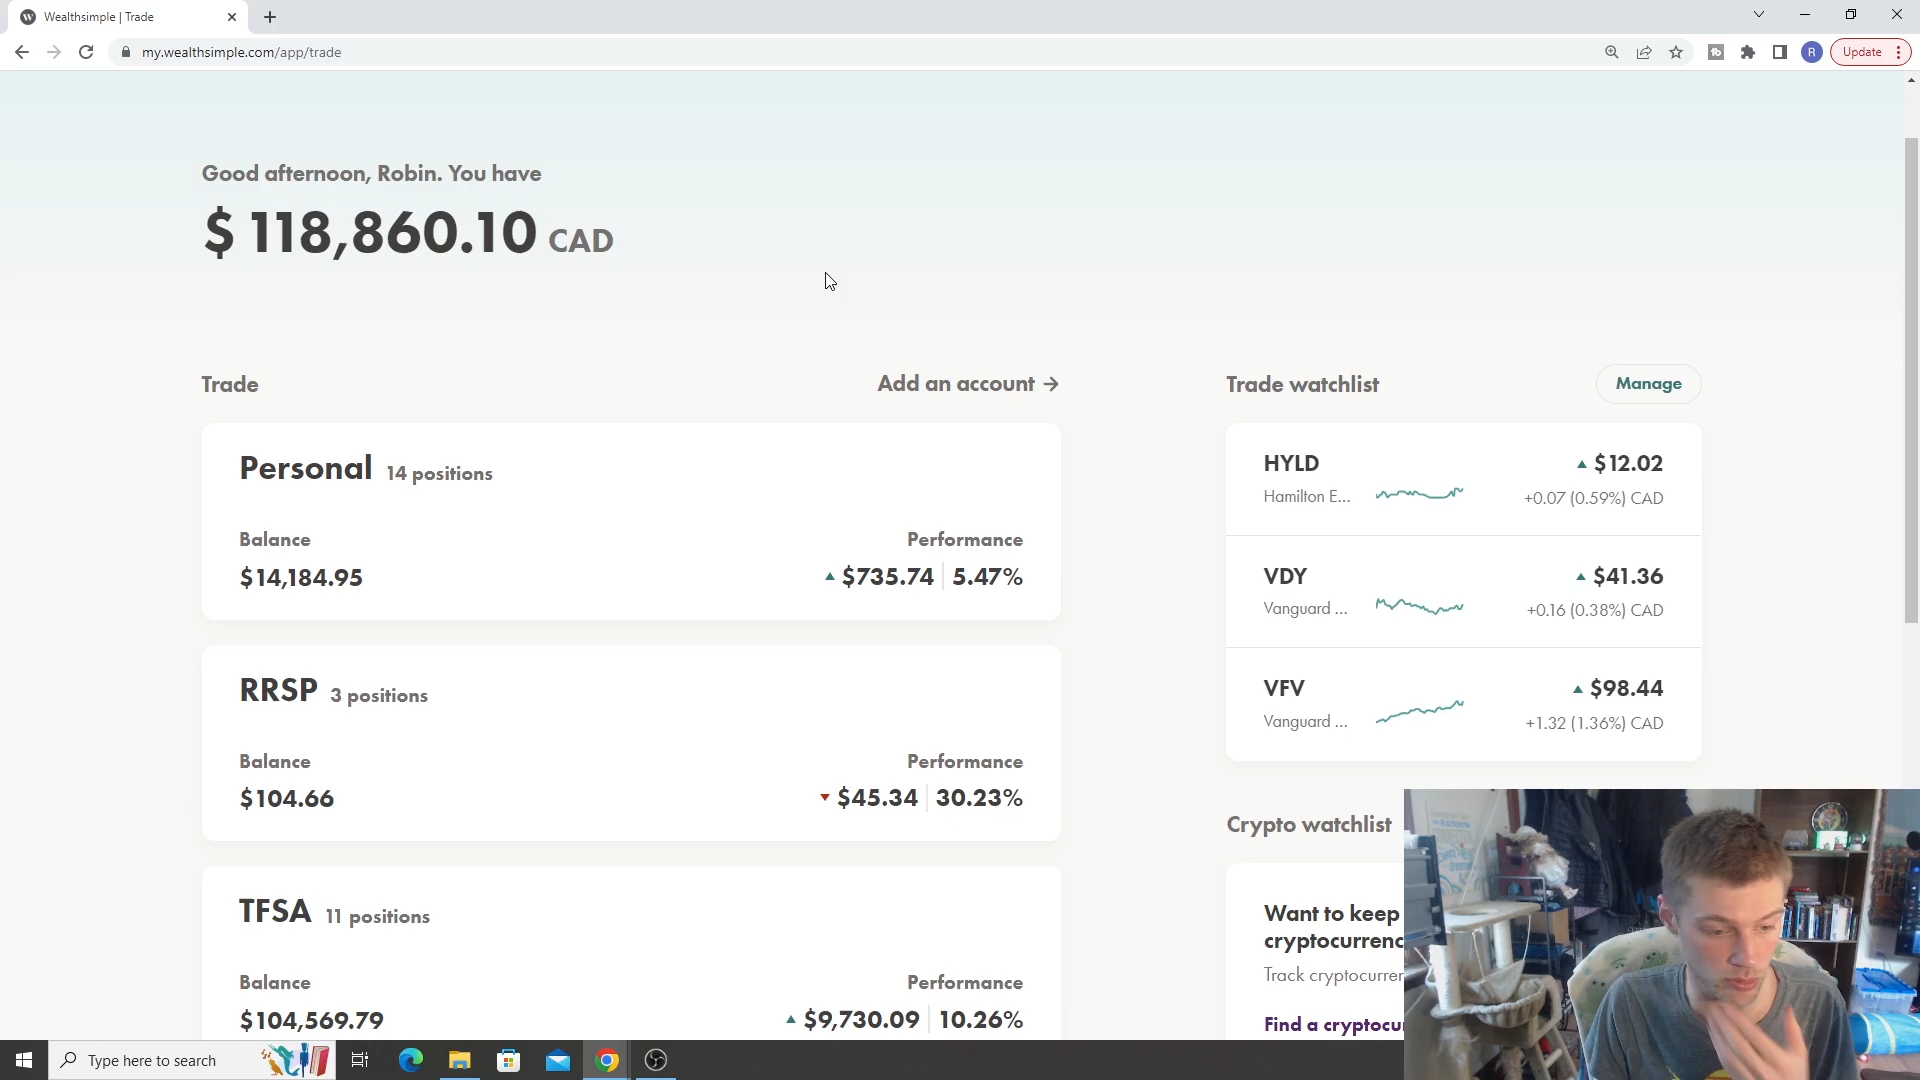 Wealthsimple | Trade
my.wealthsimple.com/app/trade
R
Update
Good afternoon, Robin. You have
$ 118,860.10 CAD
Trade
Add an account →
Personal 14 positions
Balance
Performance
$14,184.95
▲ $735.74 | 5.47%
RRSP 3 positions
Balance
Performance
$104.66
▼ $45.34 | 30.23%
TFSA 11 positions
Balance
Performance
$104,569.79
▲ $9,730.09 | 10.26%
Trade watchlist
Manage
HYLD
▲ $12.02
Hamilton E...
+0.07 (0.59%) CAD
VDY
▲ $41.36
Vanguard ...
+0.16 (0.38%) CAD
VFV
▲ $98.44
Vanguard ...
+1.32 (1.36%) CAD
Crypto watchlist
Want to keep
cryptocurrenc
Track cryptocurrer
Find a cryptocu
Type here to search